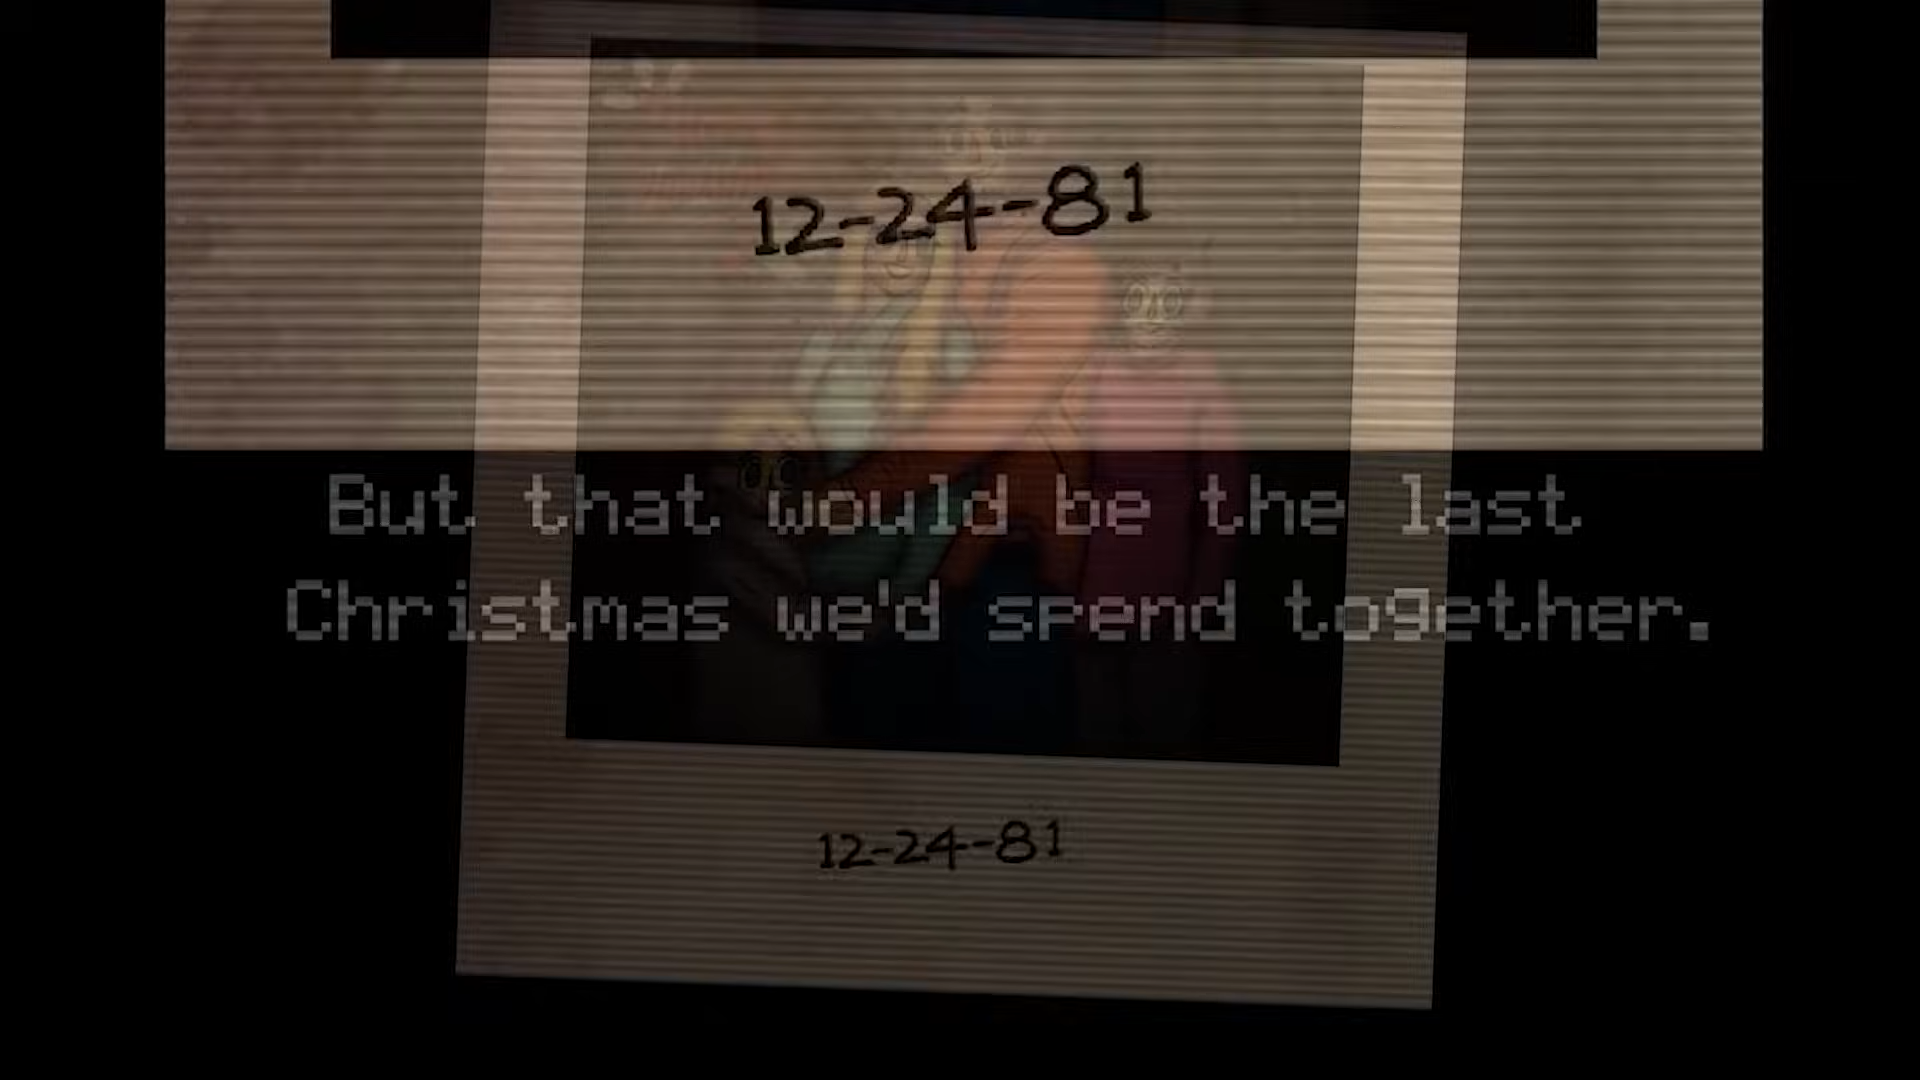 12-24-81
But that would be the last
Christmas we'd spend together.
12-24-81